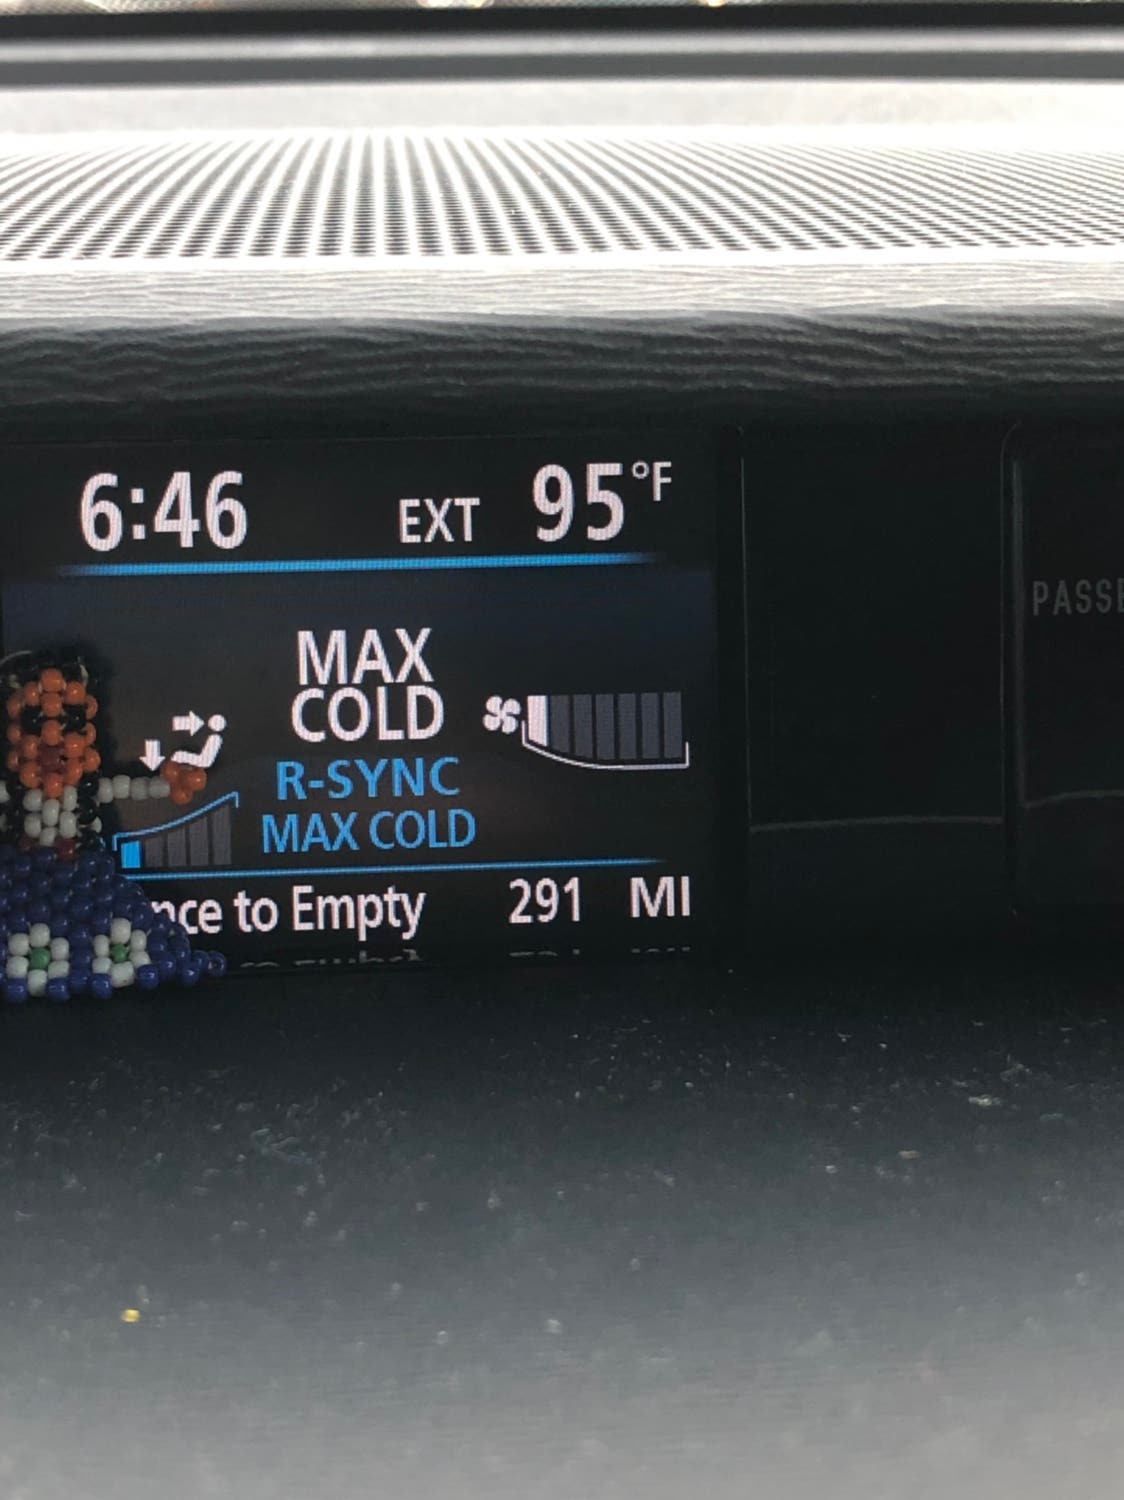 6:46 EXT 95°F
MAX
COLD
R-SYNC
MAX COLD
nce to Empty 291 MI
PASSE